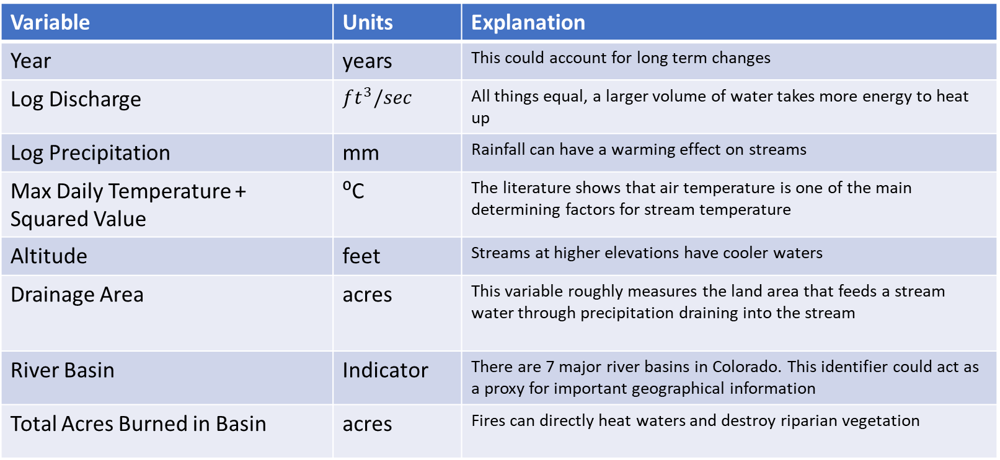 Variable Units Explanation
Year years This could account for long term changes
Log Discharge ft³/sec All things equal, a larger volume of water takes more energy to heat
up
Log Precipitation mm Rainfall can have a warming effect on streams
Max Daily Temperature + ⁰C The literature shows that air temperature is one of the main
Squared Value determining factors for stream temperature
Altitude feet Streams at higher elevations have cooler waters
Drainage Area acres This variable roughly measures the land area that feeds a stream
water through precipitation draining into the stream
River Basin Indicator There are 7 major river basins in Colorado. This identifier could act as
a proxy for important geographical information
Total Acres Burned in Basin acres Fires can directly heat waters and destroy riparian vegetation